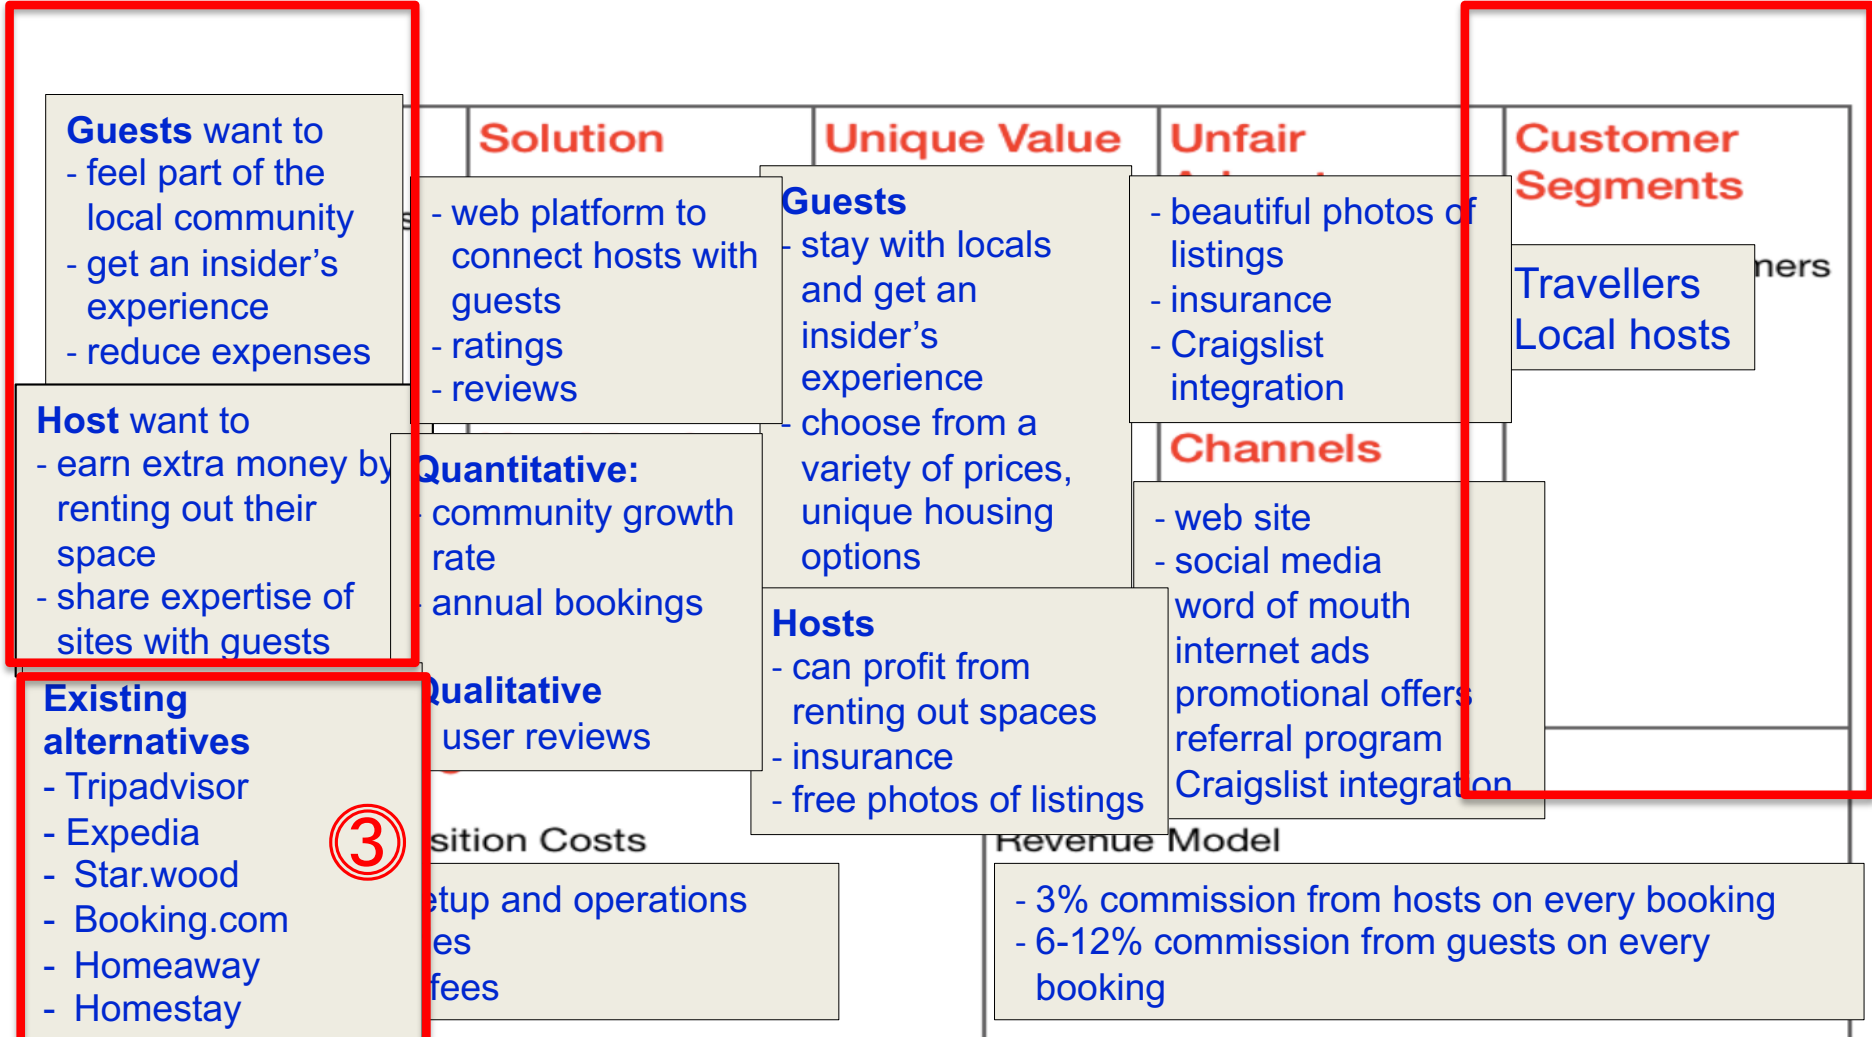 Guests want to
- feel part of the
local community
- get an insider's
experience
- reduce expenses
Host want to
- earn extra money by
renting out their
space
- share expertise of
sites with guests
Existing
alternatives
- Tripadvisor
- Expedia
- Star.wood
- Booking.com
- Homeaway
- Homestay
③
Solution
- web platform to
connect hosts with
guests
- ratings
- reviews
Quantitative:
- community growth
rate
- annual bookings
Qualitative
user reviews
Unique Value
Guests
- stay with locals
and get an
insider's
experience
- choose from a
variety of prices,
unique housing
options
Hosts
- can profit from
renting out spaces
- insurance
- free photos of listings
Unfair
- beautiful photos of
listings
- insurance
- Craigslist
integration
Channels
- web site
- social media
word of mouth
internet ads
promotional offers
referral program
Craigslist integration
Customer
Segments
Travellers
Local hosts
Costs
and operations
fees
Revenue Model
- 3% commission from hosts on every booking
- 6-12% commission from guests on every
booking